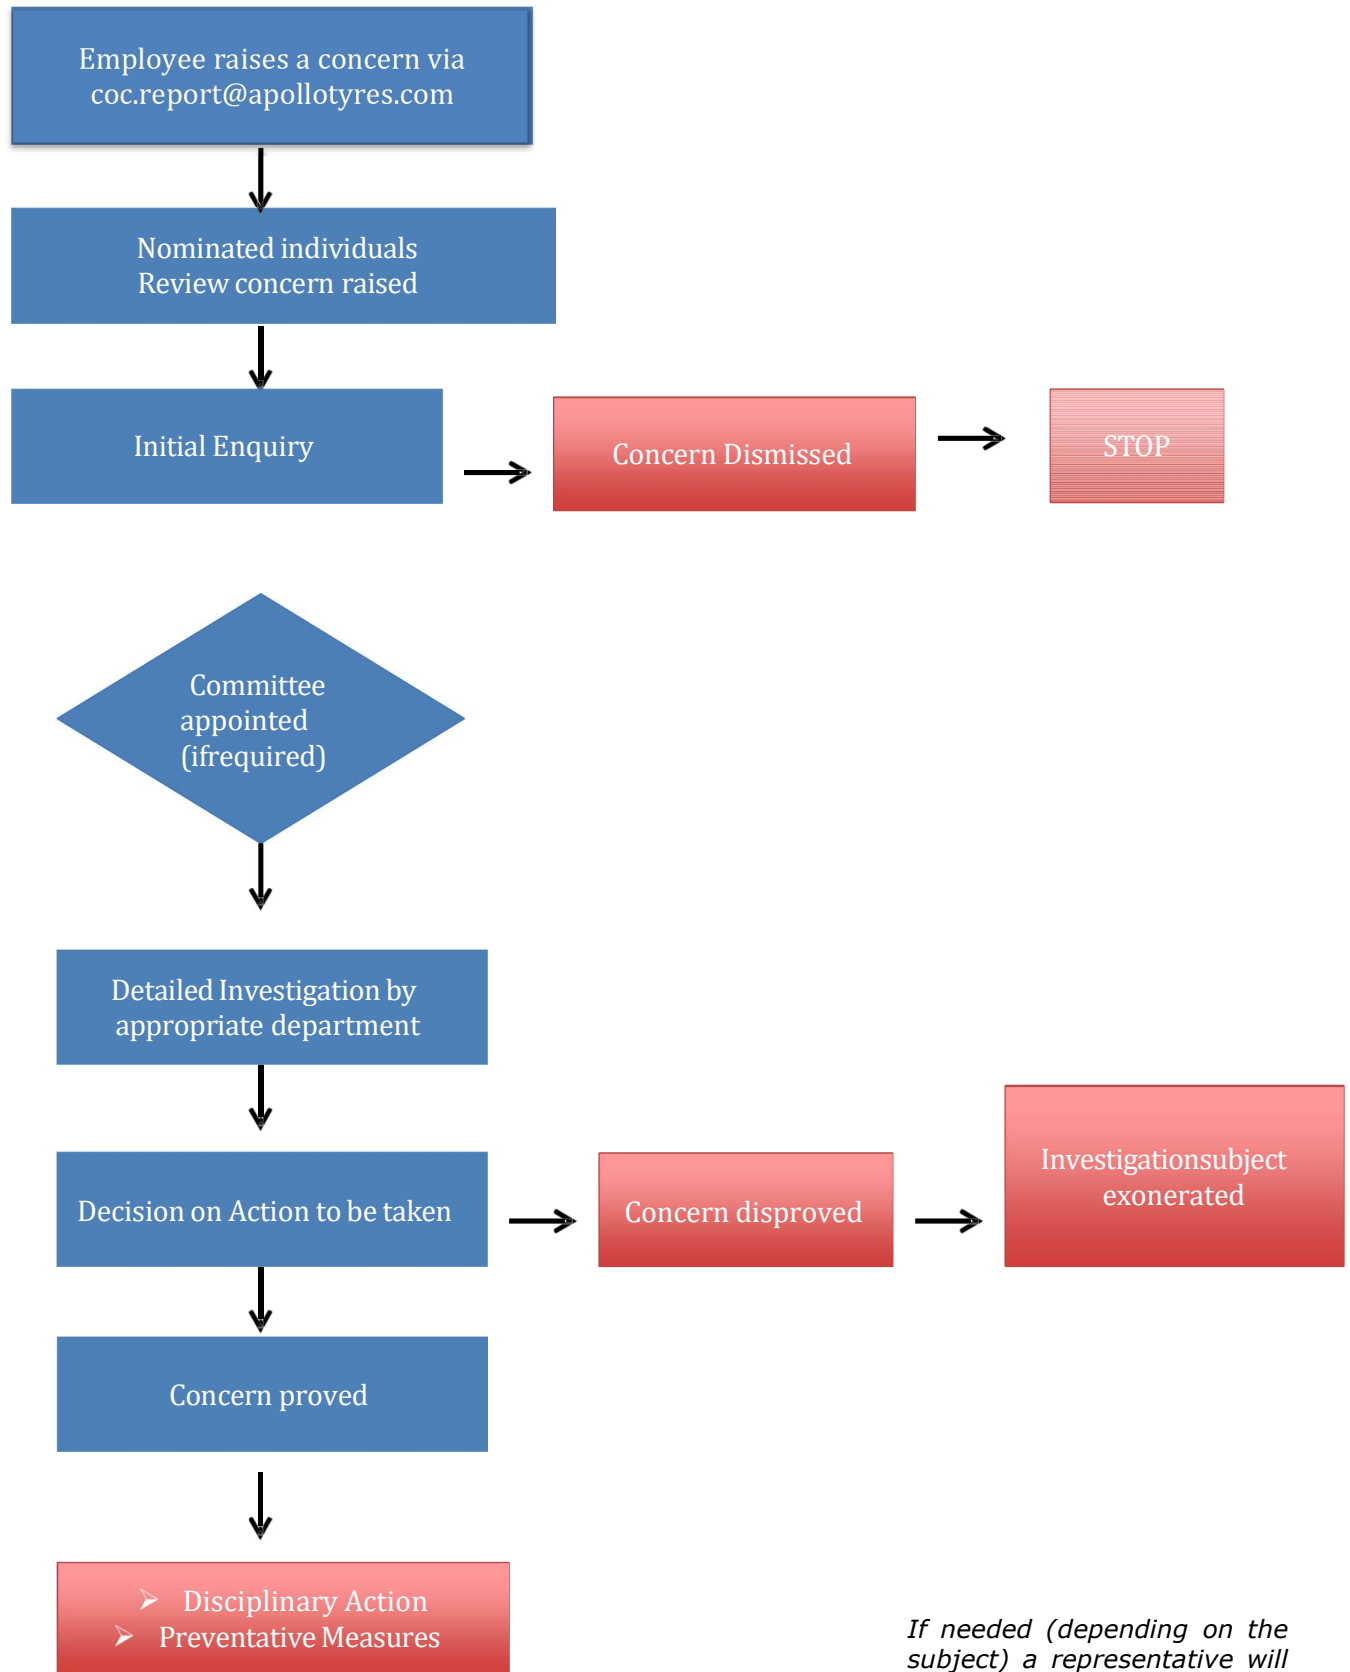 Employee raises a concern via
coc.report@apollotyres.com
Nominated individuals
Review concern raised
Initial Enquiry
Concern Dismissed
STOP
Committee
appointed
(ifrequired)
Detailed Investigation by
appropriate department
Decision on Action to be taken
Concern disproved
Investigationsubject
exonerated
Concern proved
➢ Disciplinary Action
➢ Preventative Measures
If needed (depending on the
subject) a representative will